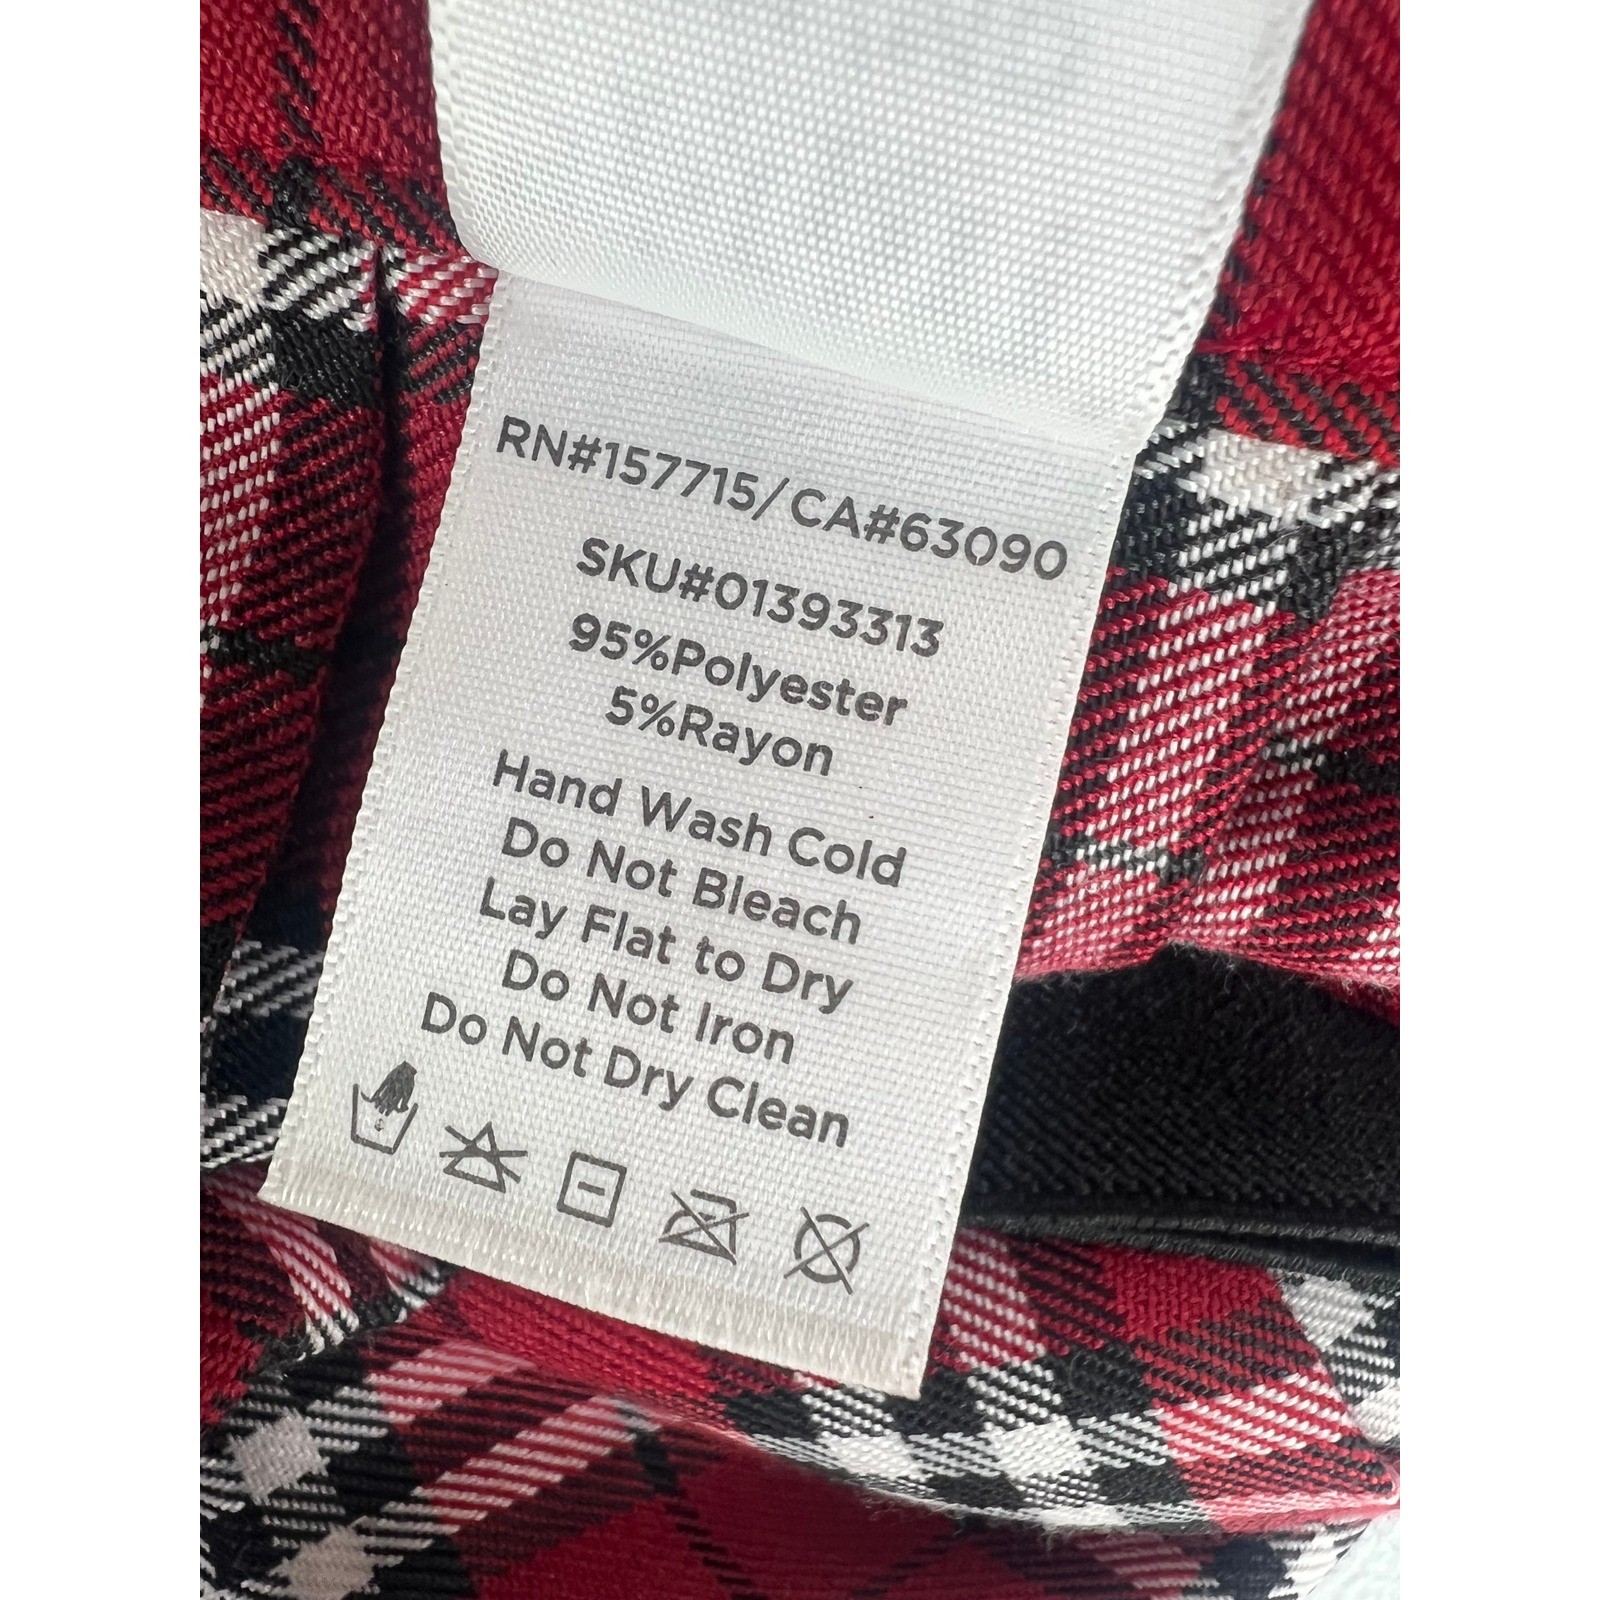 RN#157715/CA#63090
SKU#01393313
95%Polyester
5%Rayon
Hand Wash Cold
Do Not Bleach
Lay Flat to Dry
Do Not Iron
Do Not Dry Clean